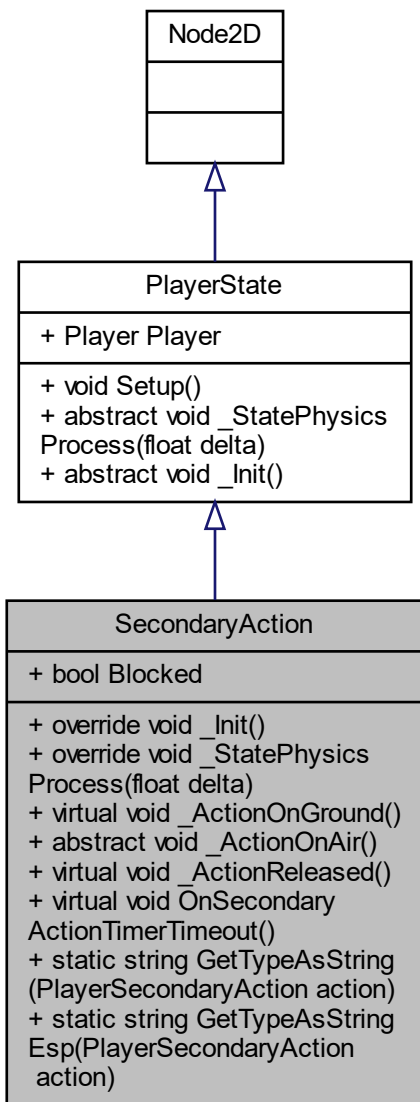 Node2D
PlayerState
+ Player Player
+ void Setup()
+ abstract void _StatePhysics
Process(float delta)
+ abstract void _Init()
SecondaryAction
+ bool Blocked
+ override void _Init()
+ override void _StatePhysics
Process(float delta)
+ virtual void _ActionOnGround()
+ abstract void _ActionOnAir()
+ virtual void _ActionReleased()
+ virtual void OnSecondary
ActionTimerTimeout()
+ static string GetTypeAsString
(PlayerSecondaryAction action)
+ static string GetTypeAsString
Esp(PlayerSecondaryAction
 action)